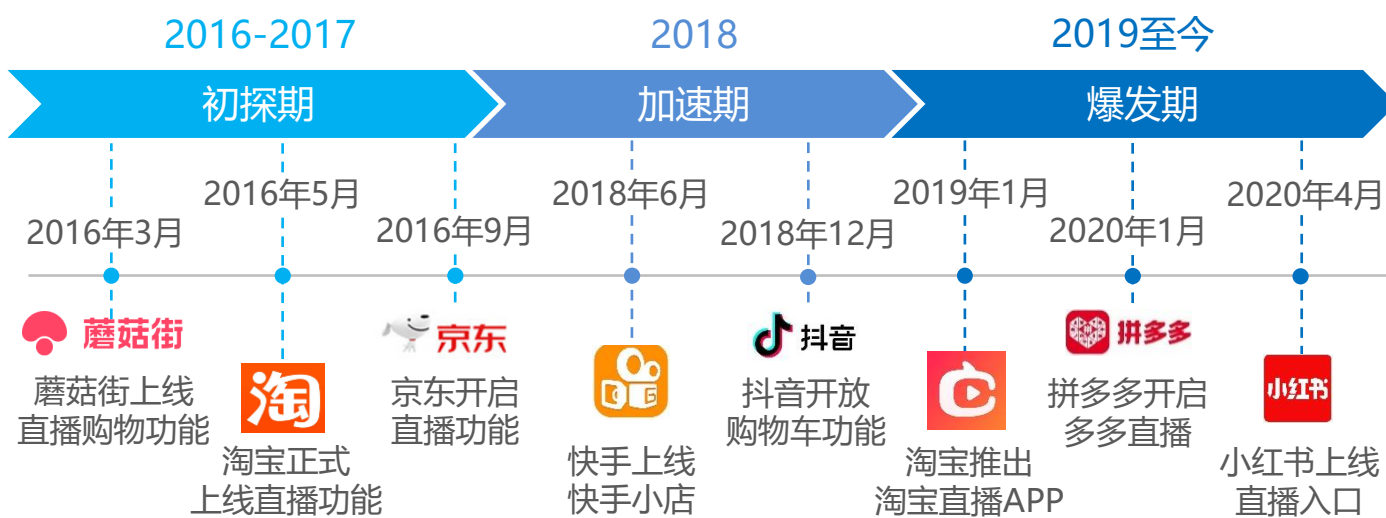 2016-2017
2018
2019至今
初探期
加速期
爆发期
2016年3月
2016年5月
2016年9月
2018年6月
2018年12月
2019年1月
2020年1月
2020年4月
蘑菇街
蘑菇街上线
直播购物功能
淘
淘宝正式
上线直播功能
京东
京东开启
直播功能
快手上线
快手小店
抖音
抖音开放
购物车功能
淘宝推出
淘宝直播APP
拼多多
拼多多开启
多多直播
小红书
小红书上线
直播入口